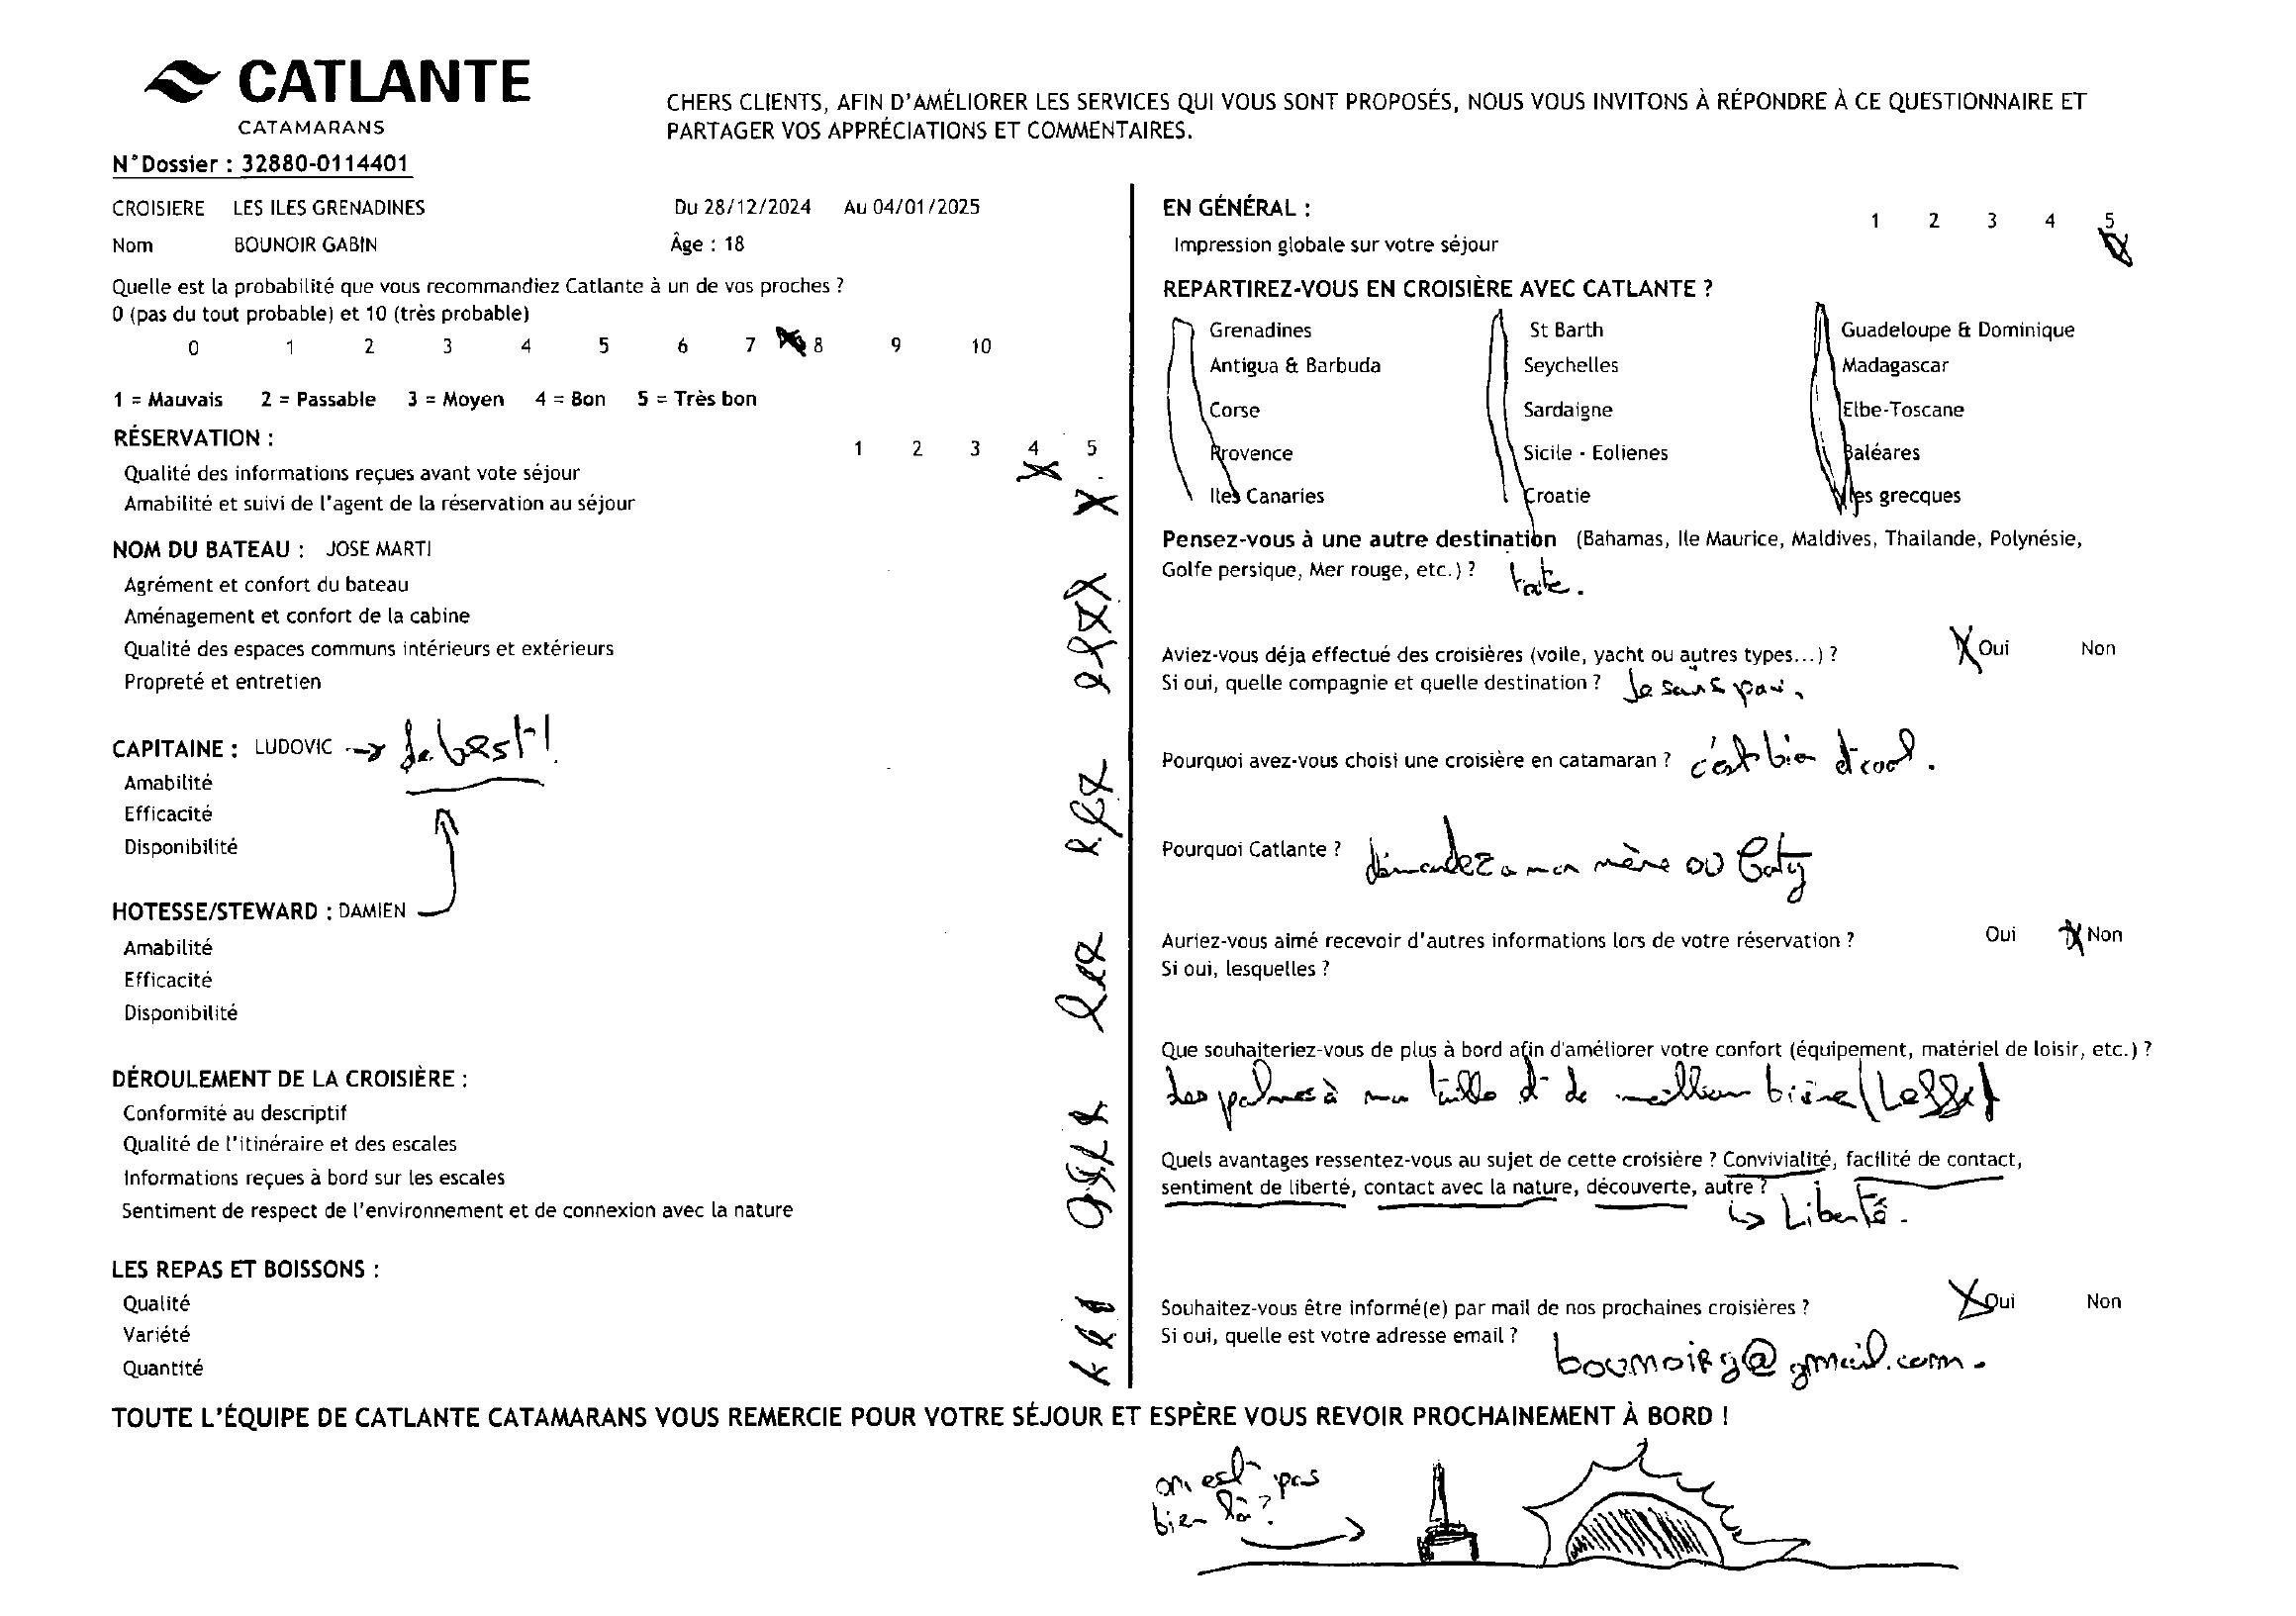 CATLANTE
CATAMARANS
CHERS CLIENTS, AFIN D'AMÉLIORER LES SERVICES QUI VOUS SONT PROPOSÉS, NOUS VOUS INVITONS À RÉPONDRE À CE QUESTIONNAIRE ET
PARTAGER VOS APPRÉCIATIONS ET COMMENTAIRES.
N°Dossier : 32880-0114401
CROISIERE LES ILES GRENADINES Du 28/12/2024 Au 04/01/2025
Nom BOUNOIR GABIN Âge : 18
Quelle est la probabilité que vous recommandiez Catlante à un de vos proches ?
0 (pas du tout probable) et 10 (très probable)
0 1 2 3 4 5 6 7 8 9 10
1 = Mauvais 2 = Passable 3 = Moyen 4 = Bon 5 = Très bon
RÉSERVATION : 1 2 3 4 5
Qualité des informations reçues avant vote séjour
Amabilité et suivi de l'agent de la réservation au séjour
NOM DU BATEAU : JOSE MARTI
Agrément et confort du bateau
Aménagement et confort de la cabine
Qualité des espaces communs intérieurs et extérieurs
Propreté et entretien
CAPITAINE : LUDOVIC → best !
Amabilité
Efficacité
Disponibilité
HOTESSE/STEWARD : DAMIEN
Amabilité
Efficacité
Disponibilité
DÉROULEMENT DE LA CROISIÈRE :
Conformité au descriptif
Qualité de l'itinéraire et des escales
Informations reçues à bord sur les escales
Sentiment de respect de l'environnement et de connexion avec la nature
LES REPAS ET BOISSONS :
Qualité
Variété
Quantité
EN GÉNÉRAL : 1 2 3 4 5
Impression globale sur votre séjour
REPARTIREZ-VOUS EN CROISIÈRE AVEC CATLANTE ?
Grenadines St Barth Guadeloupe & Dominique
Antigua & Barbuda Seychelles Madagascar
Corse Sardaigne Elbe-Toscane
Provence Sicile - Eolienes Baléares
Iles Canaries Croatie Iles grecques
Pensez-vous à une autre destination (Bahamas, Ile Maurice, Maldives, Thailande, Polynésie,
Golfe persique, Mer rouge, etc.) ?
Aviez-vous déja effectué des croisières (voile, yacht ou autres types...) ? Oui Non
Si oui, quelle compagnie et quelle destination ? Je sais pas.
Pourquoi avez-vous choisi une croisière en catamaran ? c'est bien et cool.
Pourquoi Catlante ? demandez a ma mère ou Caty
Auriez-vous aimé recevoir d'autres informations lors de votre réservation ? Oui Non
Si oui, lesquelles ?
Que souhaiteriez-vous de plus à bord afin d'améliorer votre confort (équipement, matériel de loisir, etc.) ?
des palmes à ma taille et de meilleur bière (Leffe)
Quels avantages ressentez-vous au sujet de cette croisière ? Convivialité, facilité de contact,
sentiment de liberté, contact avec la nature, découverte, autre ?
↳ Liberté.
Souhaitez-vous être informé(e) par mail de nos prochaines croisières ? Oui Non
Si oui, quelle est votre adresse email ? bounoirg@gmail.com.
TOUTE L'ÉQUIPE DE CATLANTE CATAMARANS VOUS REMERCIE POUR VOTRE SÉJOUR ET ESPÈRE VOUS REVOIR PROCHAINEMENT À BORD !
on est pas
bien là ?